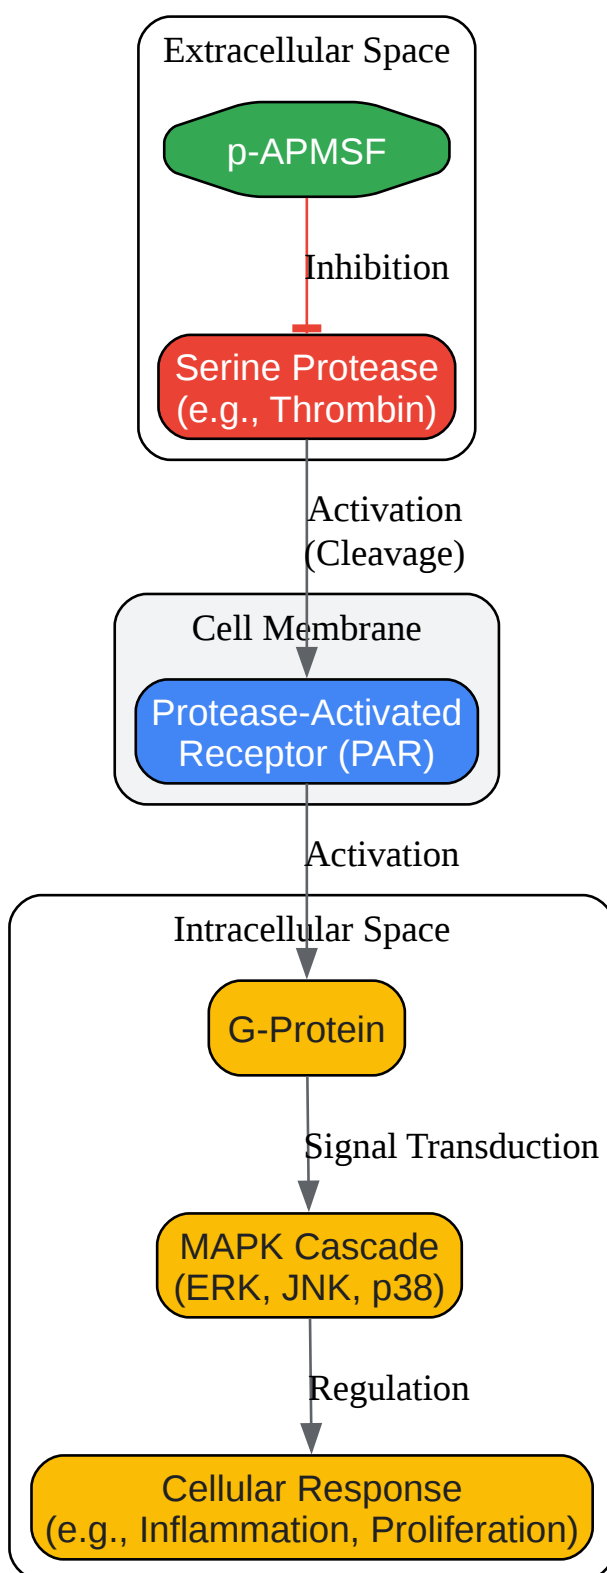 Extracellular Space
p-APMSF
Inhibition
Serine Protease
(e.g., Thrombin)
Activation
(Cleavage)
Cell Membrane
Protease-Activated
Receptor (PAR)
Activation
Intracellular Space
G-Protein
Signal Transduction
MAPK Cascade
(ERK, JNK, p38)
Regulation
Cellular Response
(e.g., Inflammation, Proliferation)